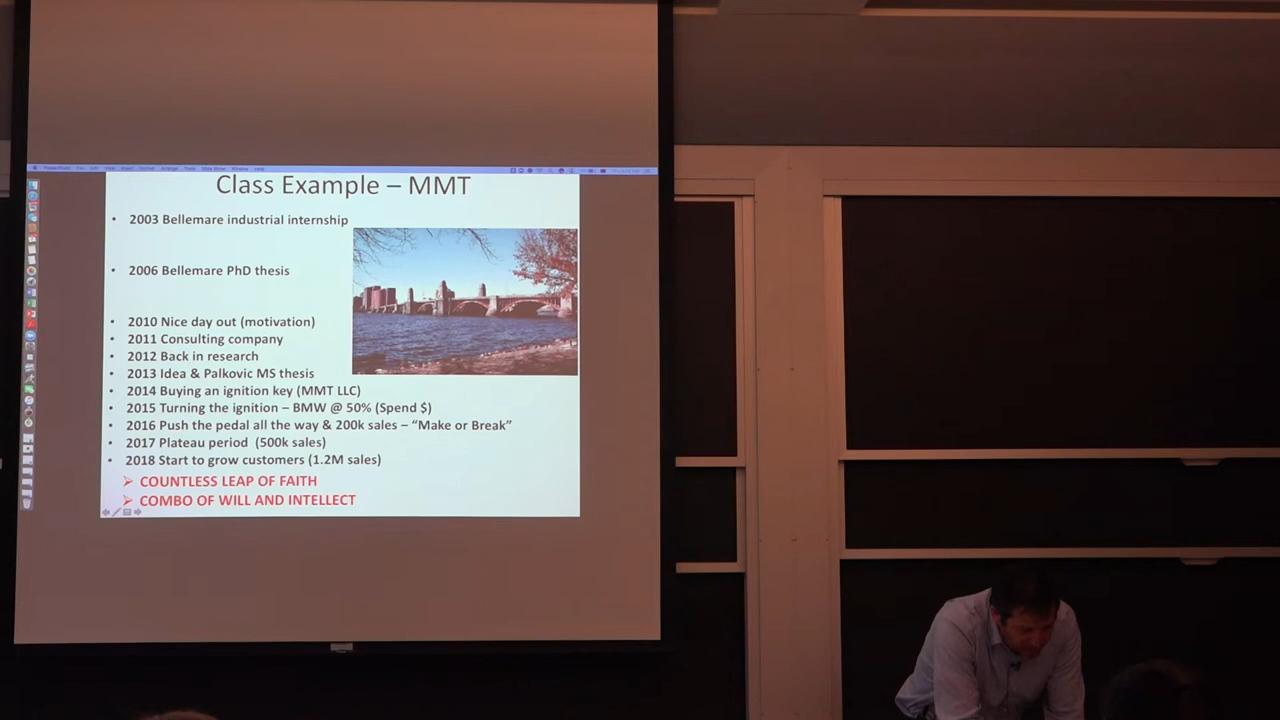 Class Example – MMT
• 2003 Bellemare industrial internship
• 2006 Bellemare PhD thesis
• 2010 Nice day out (motivation)
• 2011 Consulting company
• 2012 Back in research
• 2013 Idea & Palkovic MS thesis
• 2014 Buying an ignition key (MMT LLC)
• 2015 Turning the ignition – BMW @ 50% (Spend $)
• 2016 Push the pedal all the way & 200k sales – “Make or Break”
• 2017 Plateau period (500k sales)
• 2018 Start to grow customers (1.2M sales)
➢ COUNTLESS LEAP OF FAITH
➢ COMBO OF WILL AND INTELLECT